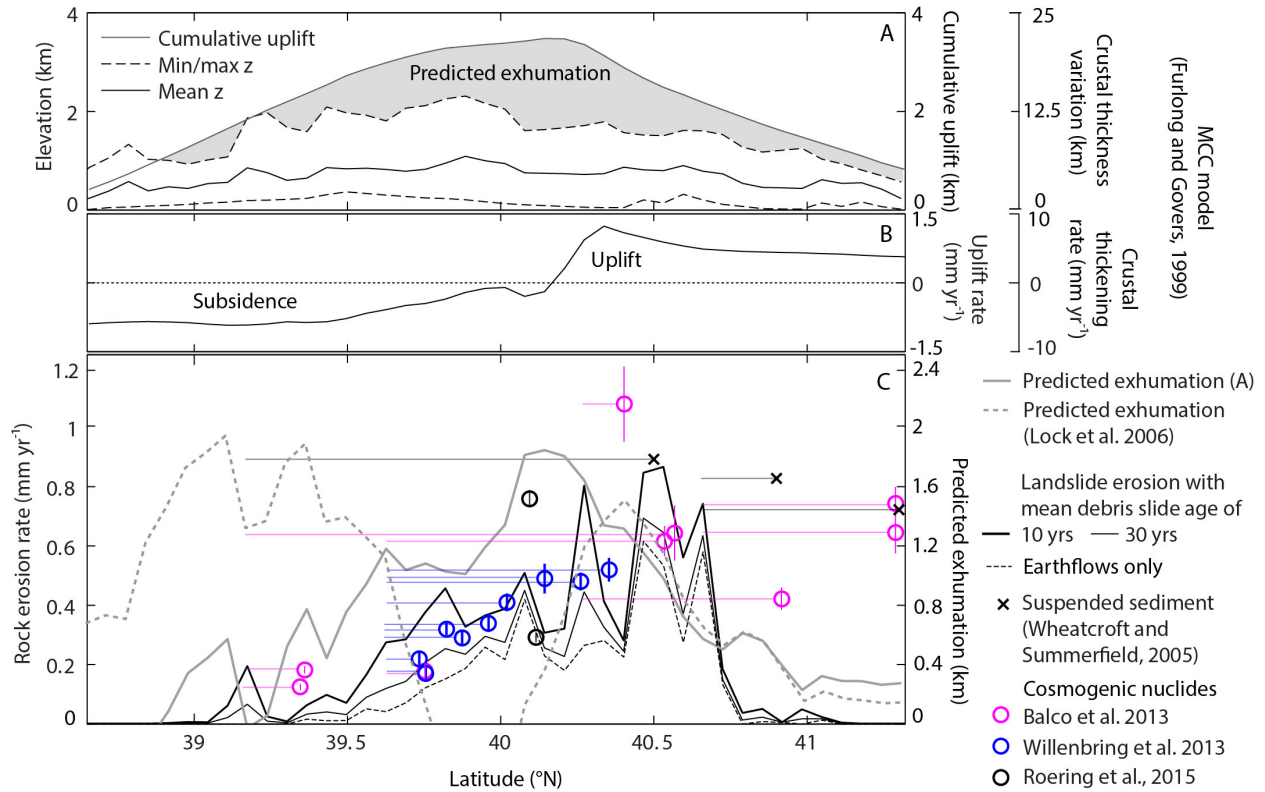 A
Elevation (km)
4
2
0
Cumulative uplift
Min/max z
Mean z
Predicted exhumation
4
2
0
Cumulative uplift (km)
25
12.5
0
Crustal thickness
variation (km)
B
Subsidence
Uplift
1.5
0
-1.5
Uplift rate
(mm yr-1)
10
0
-10
Crustal
thickening
rate (mm yr-1)
MCC model
(Furlong and Govers, 1999)
C
Rock erosion rate (mm yr-1)
1.2
1
0.8
0.6
0.4
0.2
0
2.4
2
1.6
1.2
0.8
0.4
0
Predicted exhumation (km)
39
39.5
40
40.5
41
Latitude (°N)
Predicted exhumation (A)
Predicted exhumation
(Lock et al. 2006)
Landslide erosion with
mean debris slide age of
10 yrs
30 yrs
Earthflows only
Suspended sediment
(Wheatcroft and
Summerfield, 2005)
Cosmogenic nuclides
Balco et al. 2013
Willenbring et al. 2013
Roering et al., 2015